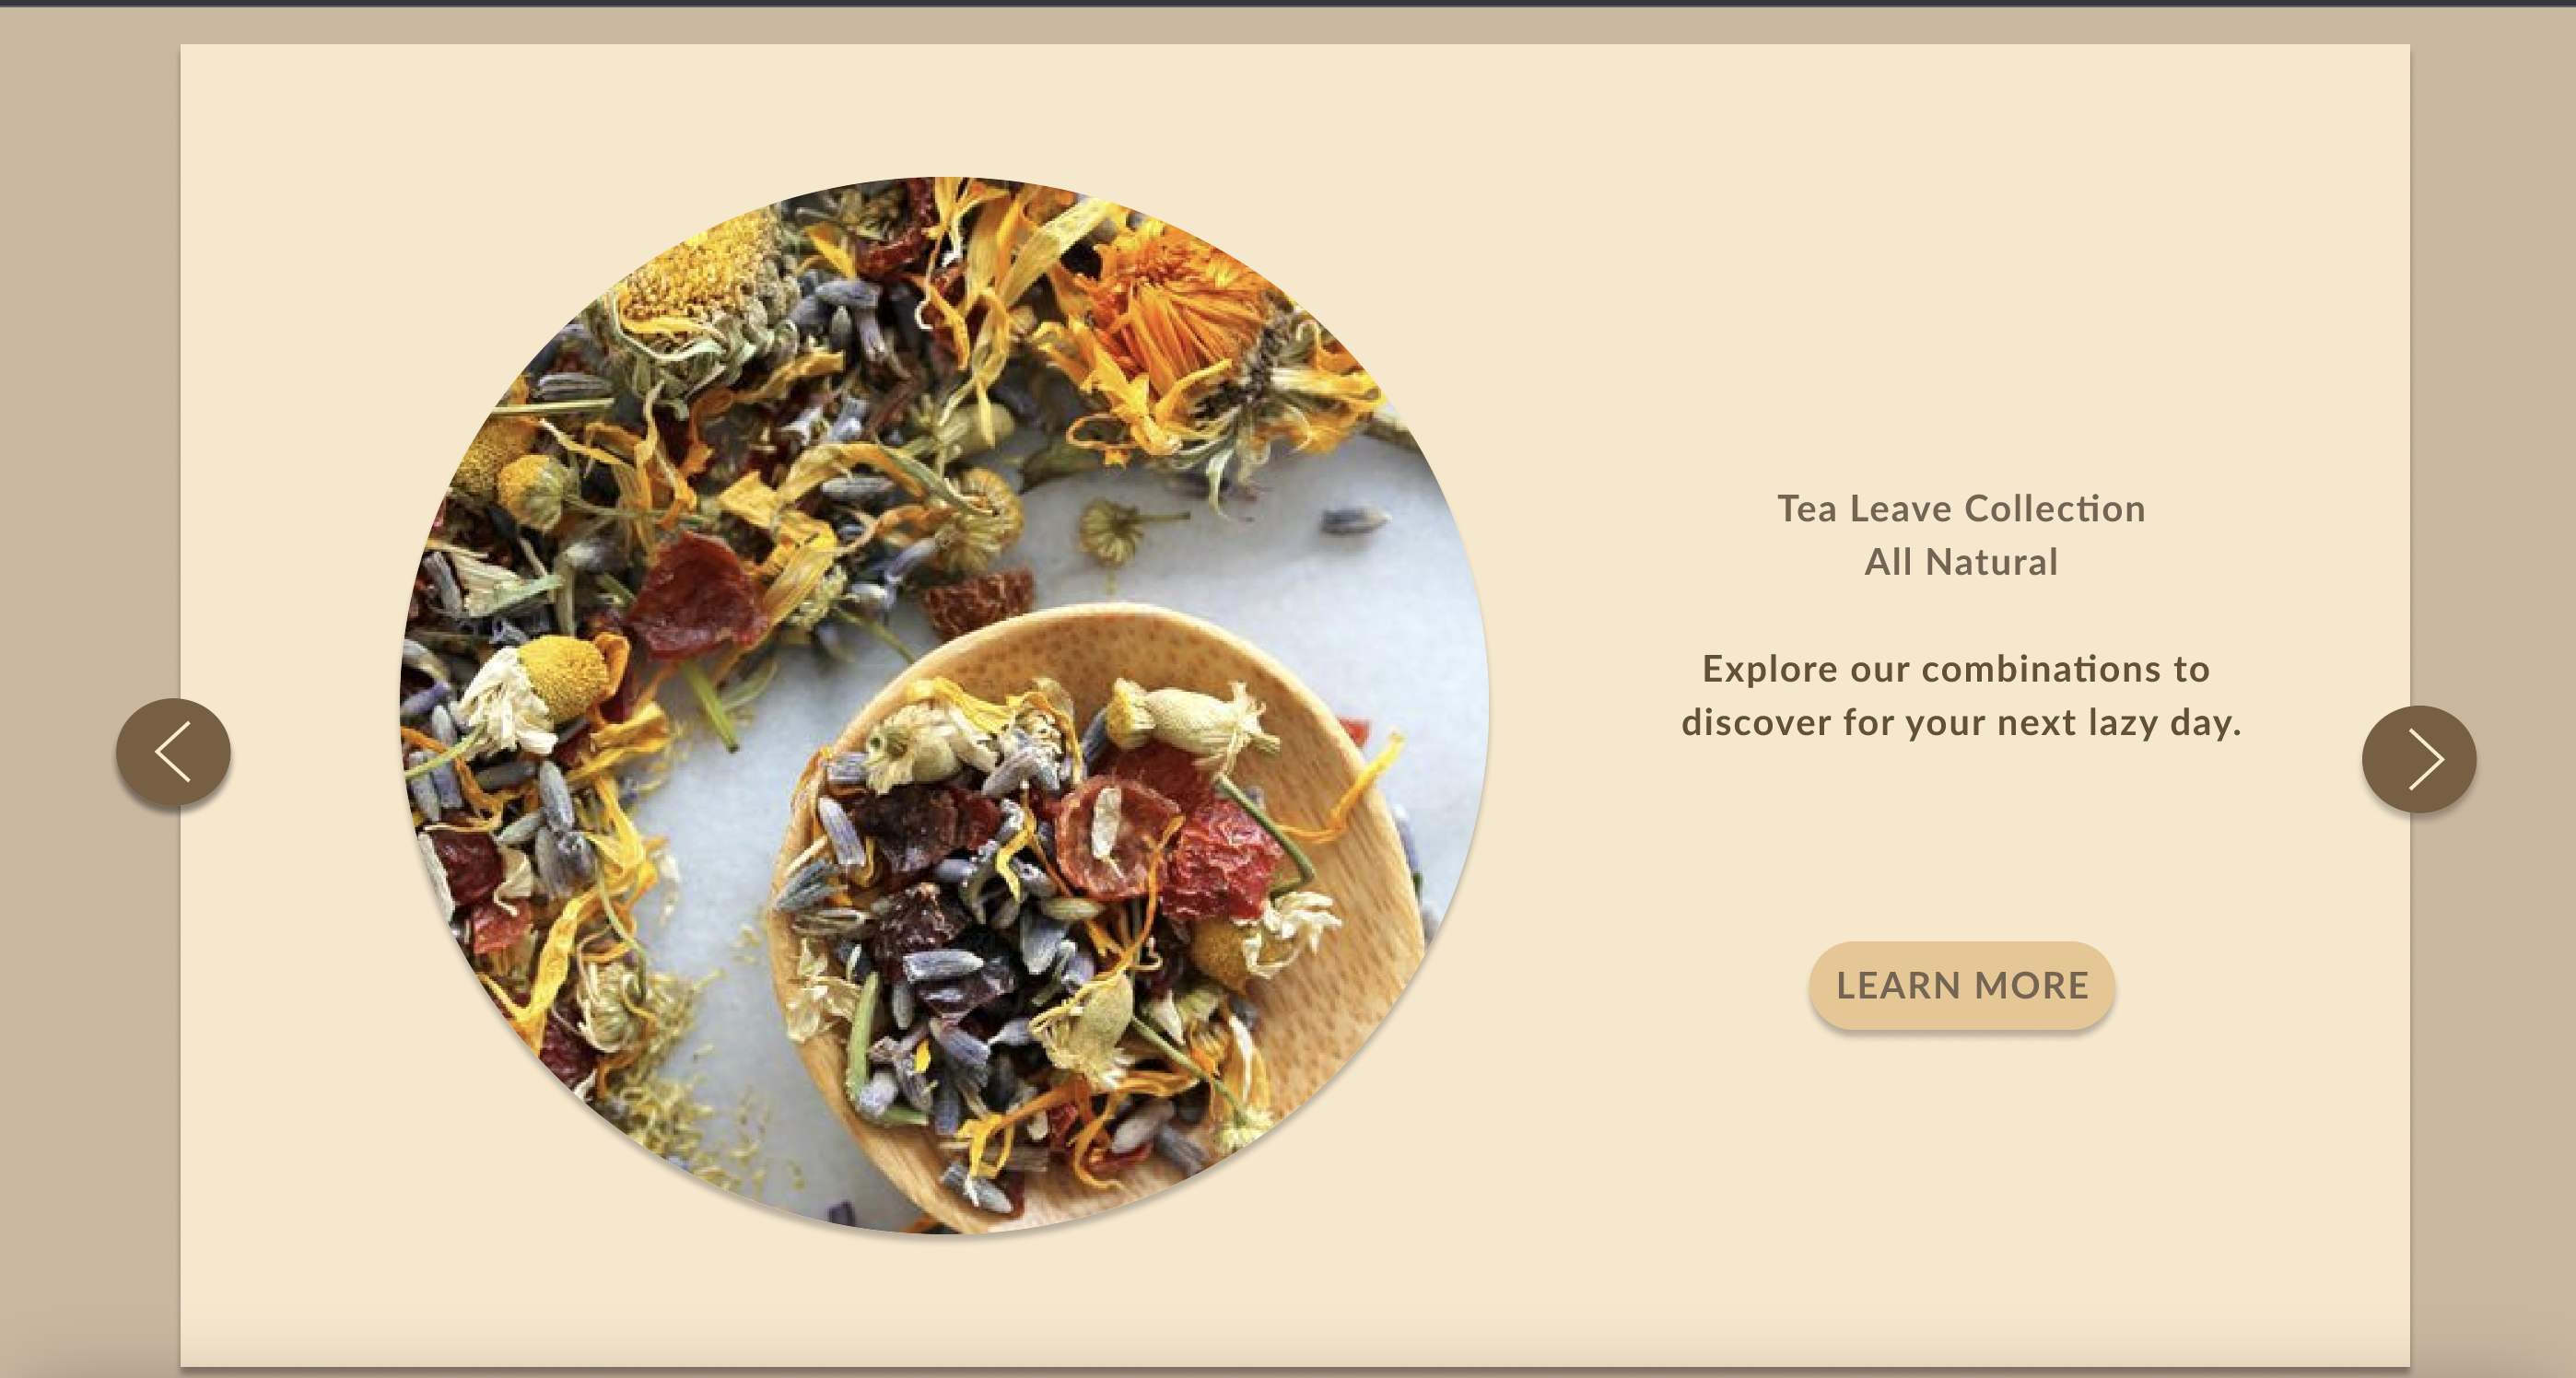 Tea Leave Collection
All Natural
Explore our combinations to
discover for your next lazy day.
LEARN MORE